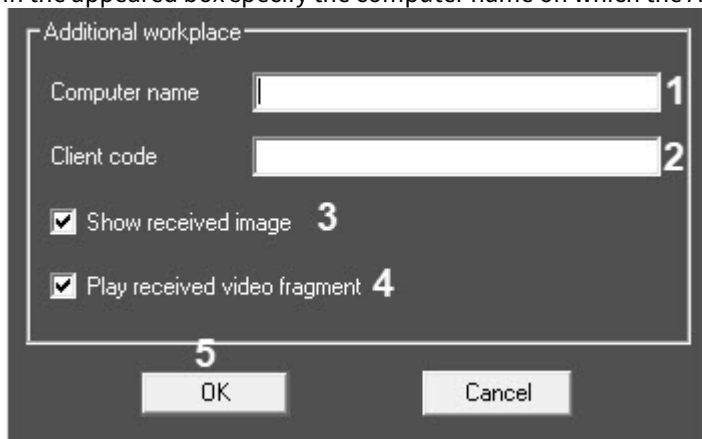 Additional workplace
Computer name 1
Client code 2
Show received image 3
Play received video fragment 4
5
OK Cancel